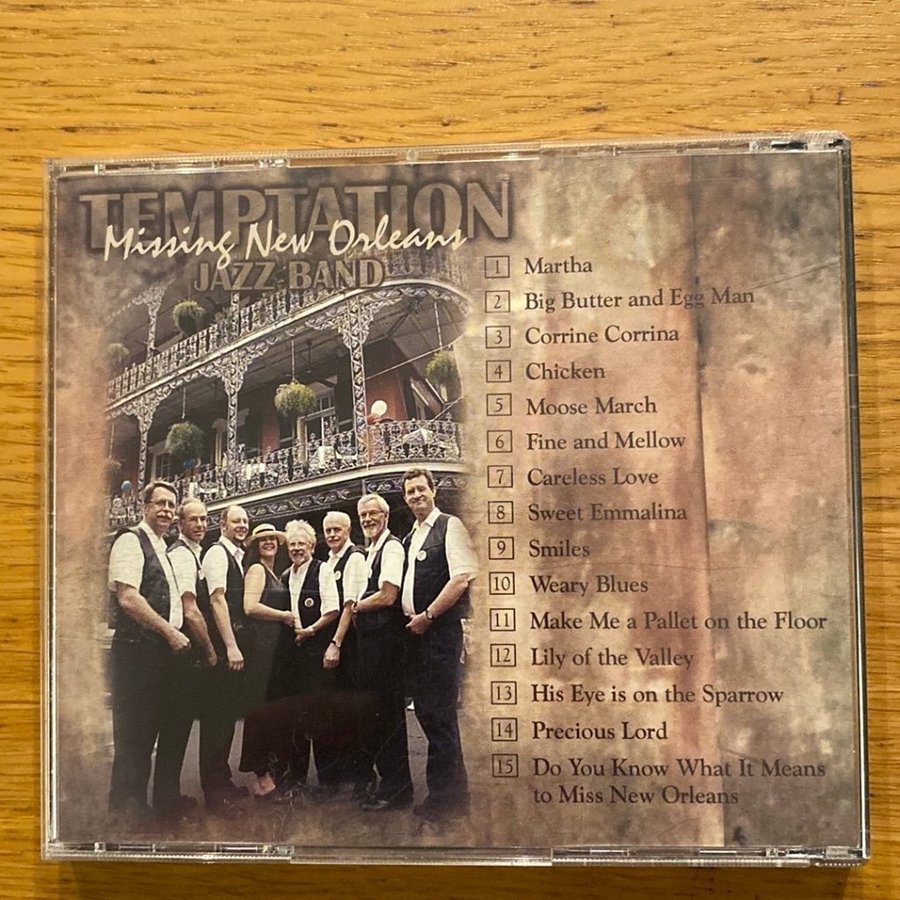 TEMPTATION
Missing New Orleans
JAZZ BAND
1 Martha
2 Big Butter and Egg Man
3 Corrine Corrina
4 Chicken
5 Moose March
6 Fine and Mellow
7 Careless Love
8 Sweet Emmalina
9 Smiles
10 Weary Blues
11 Make Me a Pallet on the Floor
12 Lily of the Valley
13 His Eye is on the Sparrow
14 Precious Lord
15 Do You Know What It Means
to Miss New Orleans